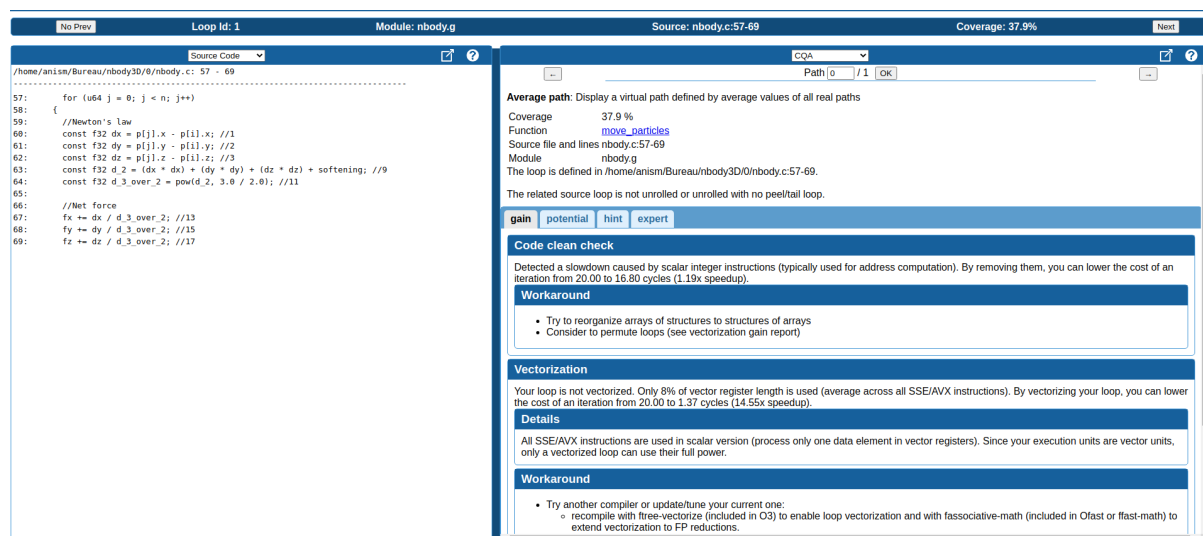 No Prev Loop Id: 1 Module: nbody.g Source: nbody.c:57-69 Coverage: 37.9% Next
Source Code
/home/anism/Bureau/nbody3D/0/nbody.c: 57 - 69
--------------------------------------------------------------------------------
57: for (u64 j = 0; j < n; j++)
58: {
59: //Newton's law
60: const f32 dx = p[j].x - p[i].x; //1
61: const f32 dy = p[j].y - p[i].y; //2
62: const f32 dz = p[j].z - p[i].z; //3
63: const f32 d_2 = (dx * dx) + (dy * dy) + (dz * dz) + softening; //9
64: const f32 d_3_over_2 = pow(d_2, 3.0 / 2.0); //11
65:
66: //Net force
67: fx += dx / d_3_over_2; //13
68: fy += dy / d_3_over_2; //15
69: fz += dz / d_3_over_2; //17
CQA
← Path 0 / 1 OK →
Average path: Display a virtual path defined by average values of all real paths
Coverage 37.9 %
Function move_particles
Source file and lines nbody.c:57-69
Module nbody.g
The loop is defined in /home/anism/Bureau/nbody3D/0/nbody.c:57-69.
The related source loop is not unrolled or unrolled with no peel/tail loop.
gain potential hint expert
Code clean check
Detected a slowdown caused by scalar integer instructions (typically used for address computation). By removing them, you can lower the cost of an
iteration from 20.00 to 16.80 cycles (1.19x speedup).
Workaround
• Try to reorganize arrays of structures to structures of arrays
• Consider to permute loops (see vectorization gain report)
Vectorization
Your loop is not vectorized. Only 8% of vector register length is used (average across all SSE/AVX instructions). By vectorizing your loop, you can lower
the cost of an iteration from 20.00 to 1.37 cycles (14.55x speedup).
Details
All SSE/AVX instructions are used in scalar version (process only one data element in vector registers). Since your execution units are vector units,
only a vectorized loop can use their full power.
Workaround
• Try another compiler or update/tune your current one:
○ recompile with ftree-vectorize (included in O3) to enable loop vectorization and with fassociative-math (included in Ofast or ffast-math) to
extend vectorization to FP reductions.